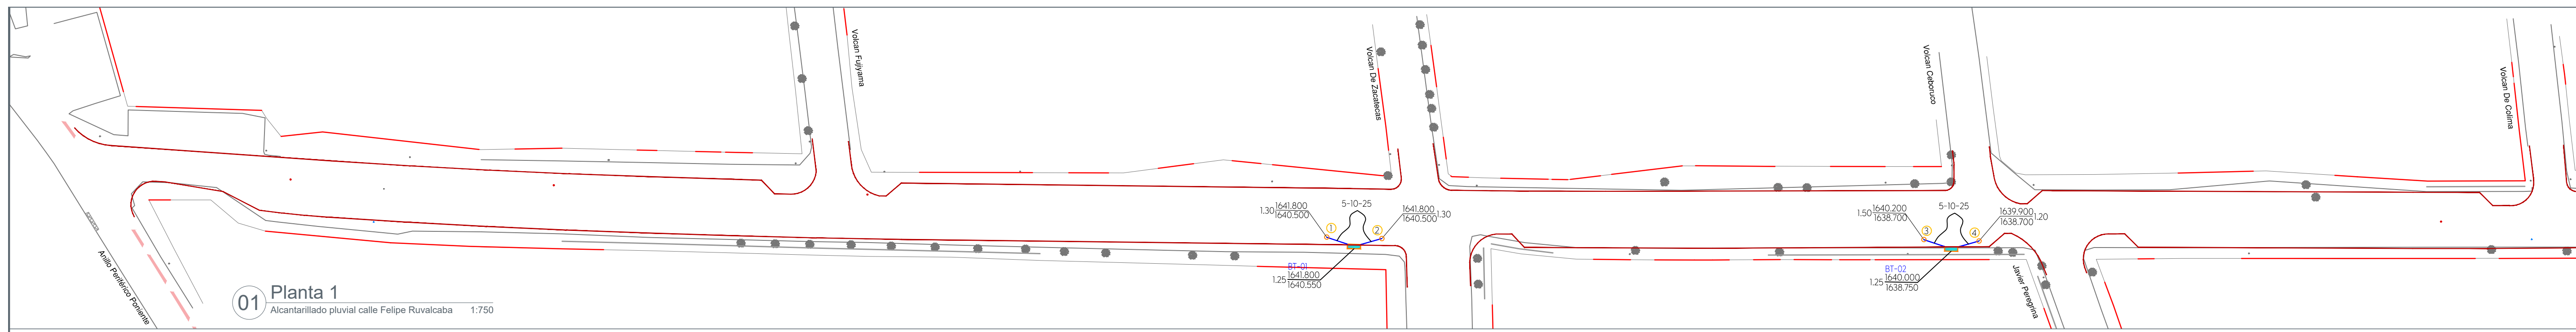 Volcán Fujiyama
Volcan De Zacatecas
Volcan Ceboruco
Volcan De Colima
1.30 1641.800
1640.500
1
5-10-25
2
1641.800 1.30
1640.500
BT-01
1.25 1641.800
1640.550
1.50 1640.200
1638.700
3
5-10-25
4
1639.900 1.20
1638.700
BT-02
1.25 1640.000
1638.750
Javier Peregrina
Anillo Periférico Poniente
01 Planta 1
Alcantarillado pluvial calle Felipe Ruvalcaba 1:750